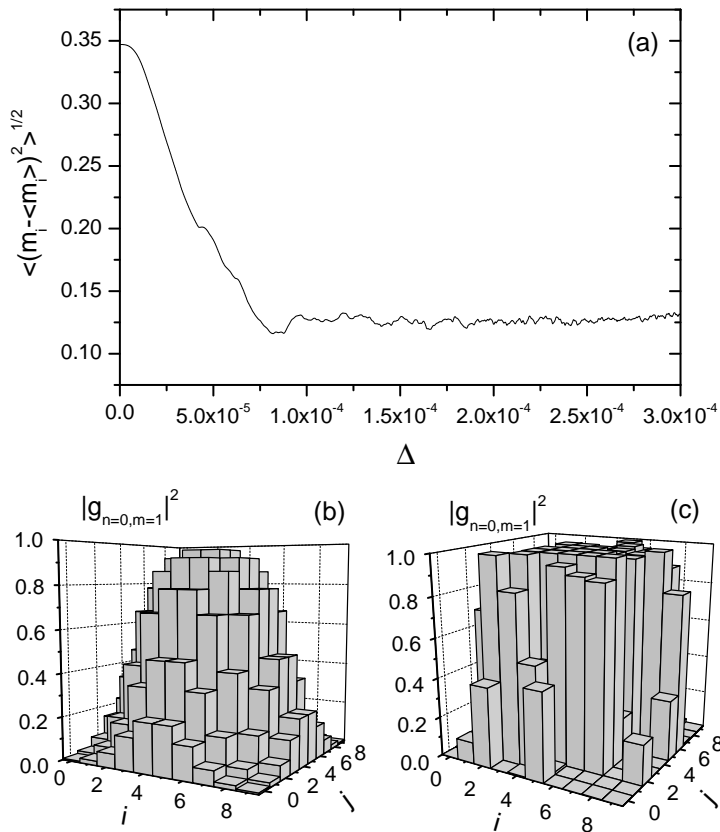 (a)
<(m_i-<m_i>)^2>^1/2
0.35
0.30
0.25
0.20
0.15
0.10
0.0 5.0x10^-5 1.0x10^-4 1.5x10^-4 2.0x10^-4 2.5x10^-4 3.0x10^-4
Δ
|g_n=0,m=1|^2 (b)
1.0
0.8
0.6
0.4
0.2
0.0
0 2 4 6 8
i
0 2 4 6 8
j
|g_n=0,m=1|^2 (c)
1.0
0.8
0.6
0.4
0.2
0.0
0 2 4 6 8
i
0 2 4 6 8
j